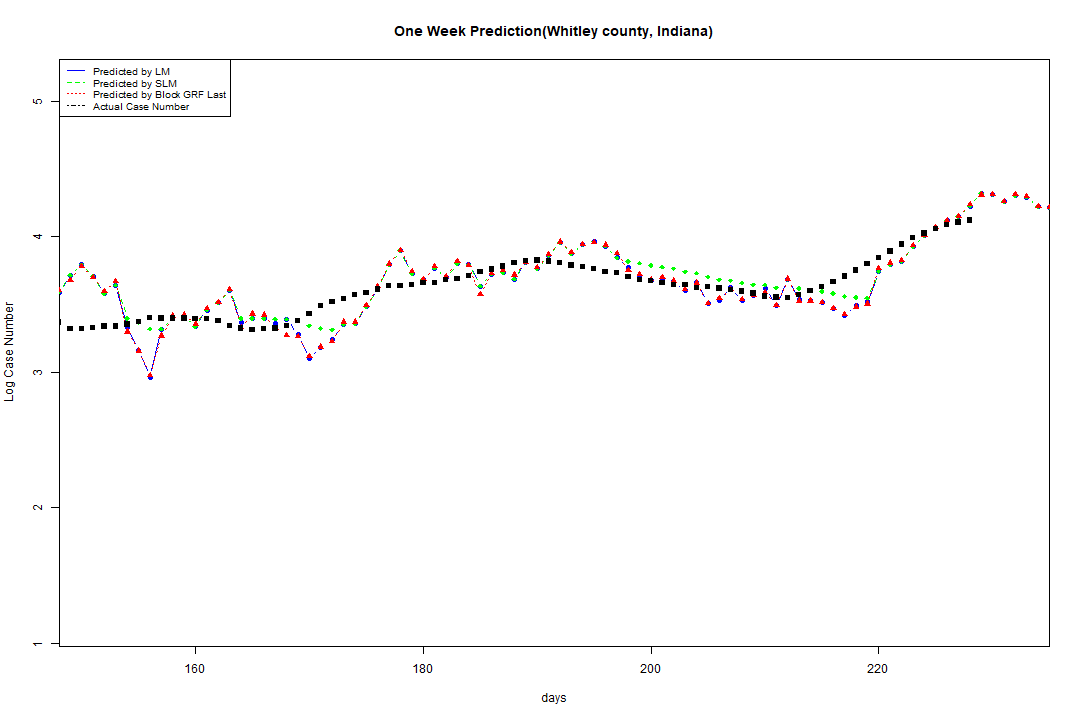 One Week Prediction(Whitley county, Indiana)
Predicted by LM
Predicted by SLM
Predicted by Block GRF Last
Actual Case Number
5
4
3
2
1
Log Case Number
160 180 200 220
days